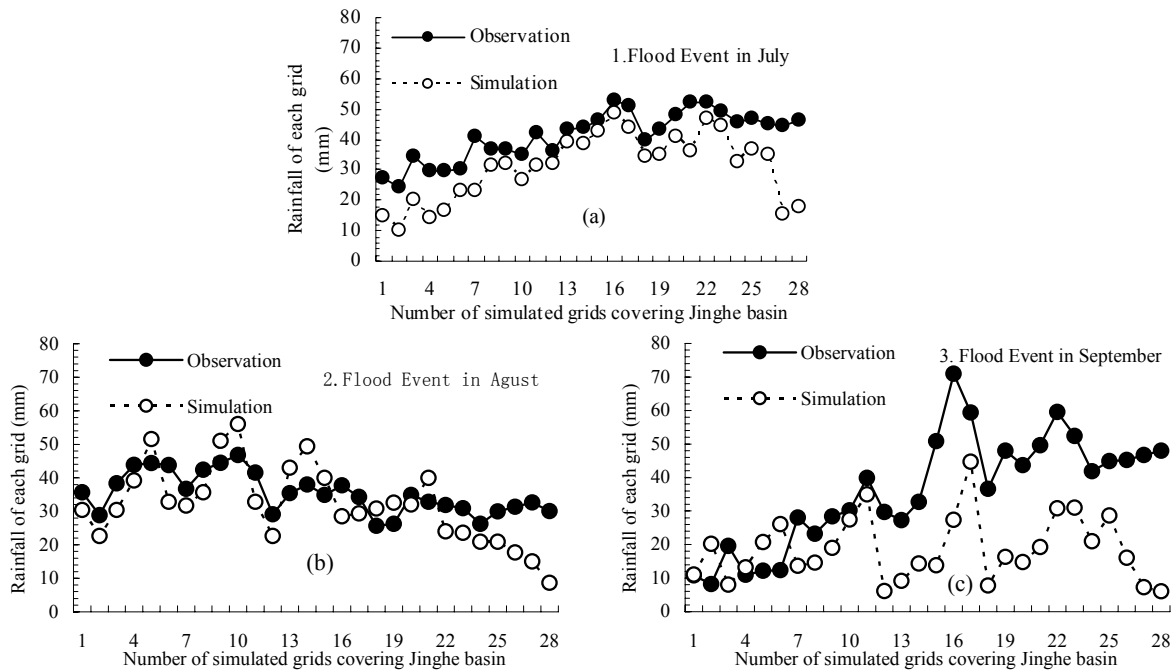 80
70
60
50
40
30
20
10
0
Rainfall of each grid
(mm)
Observation
Simulation
1.Flood Event in July
(a)
1 4 7 10 13 16 19 22 25 28
Number of simulated grids covering Jinghe basin
80
70
60
50
40
30
20
10
0
Rainfall of each grid (mm)
Observation
Simulation
2.Flood Event in Agust
(b)
1 4 7 10 13 16 19 22 25 28
Number of simulated grids covering Jinghe basin
80
70
60
50
40
30
20
10
0
Rainfall of each grid (mm)
Observation
Simulation
3. Flood Event in September
(c)
1 4 7 10 13 16 19 22 25 28
Number of simulated grids covering Jinghe basin